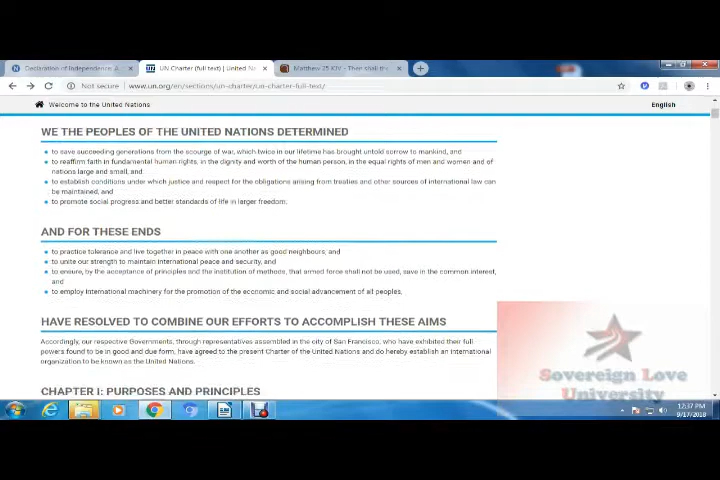 Declaration of Independence: A
UN Charter (full text) | United N
Matthew 25 KJV - Then shall th
Not secure www.un.org/en/sections/un-charter/un-charter-full-text/
Welcome to the United Nations English
WE THE PEOPLES OF THE UNITED NATIONS DETERMINED
to save succeeding generations from the scourge of war, which twice in our lifetime has brought untold sorrow to mankind, and
to reaffirm faith in fundamental human rights, in the dignity and worth of the human person, in the equal rights of men and women and of
nations large and small, and
to establish conditions under which justice and respect for the obligations arising from treaties and other sources of international law can
be maintained, and
to promote social progress and better standards of life in larger freedom,
AND FOR THESE ENDS
to practice tolerance and live together in peace with one another as good neighbours, and
to unite our strength to maintain international peace and security, and
to ensure, by the acceptance of principles and the institution of methods, that armed force shall not be used, save in the common interest,
and
to employ international machinery for the promotion of the economic and social advancement of all peoples,
HAVE RESOLVED TO COMBINE OUR EFFORTS TO ACCOMPLISH THESE AIMS
Accordingly, our respective Governments, through representatives assembled in the city of San Francisco, who have exhibited their full
powers found to be in good and due form, have agreed to the present Charter of the United Nations and do hereby establish an international
organization to be known as the United Nations.
CHAPTER I: PURPOSES AND PRINCIPLES
Sovereign Love
University
12:37 PM
9/17/2018